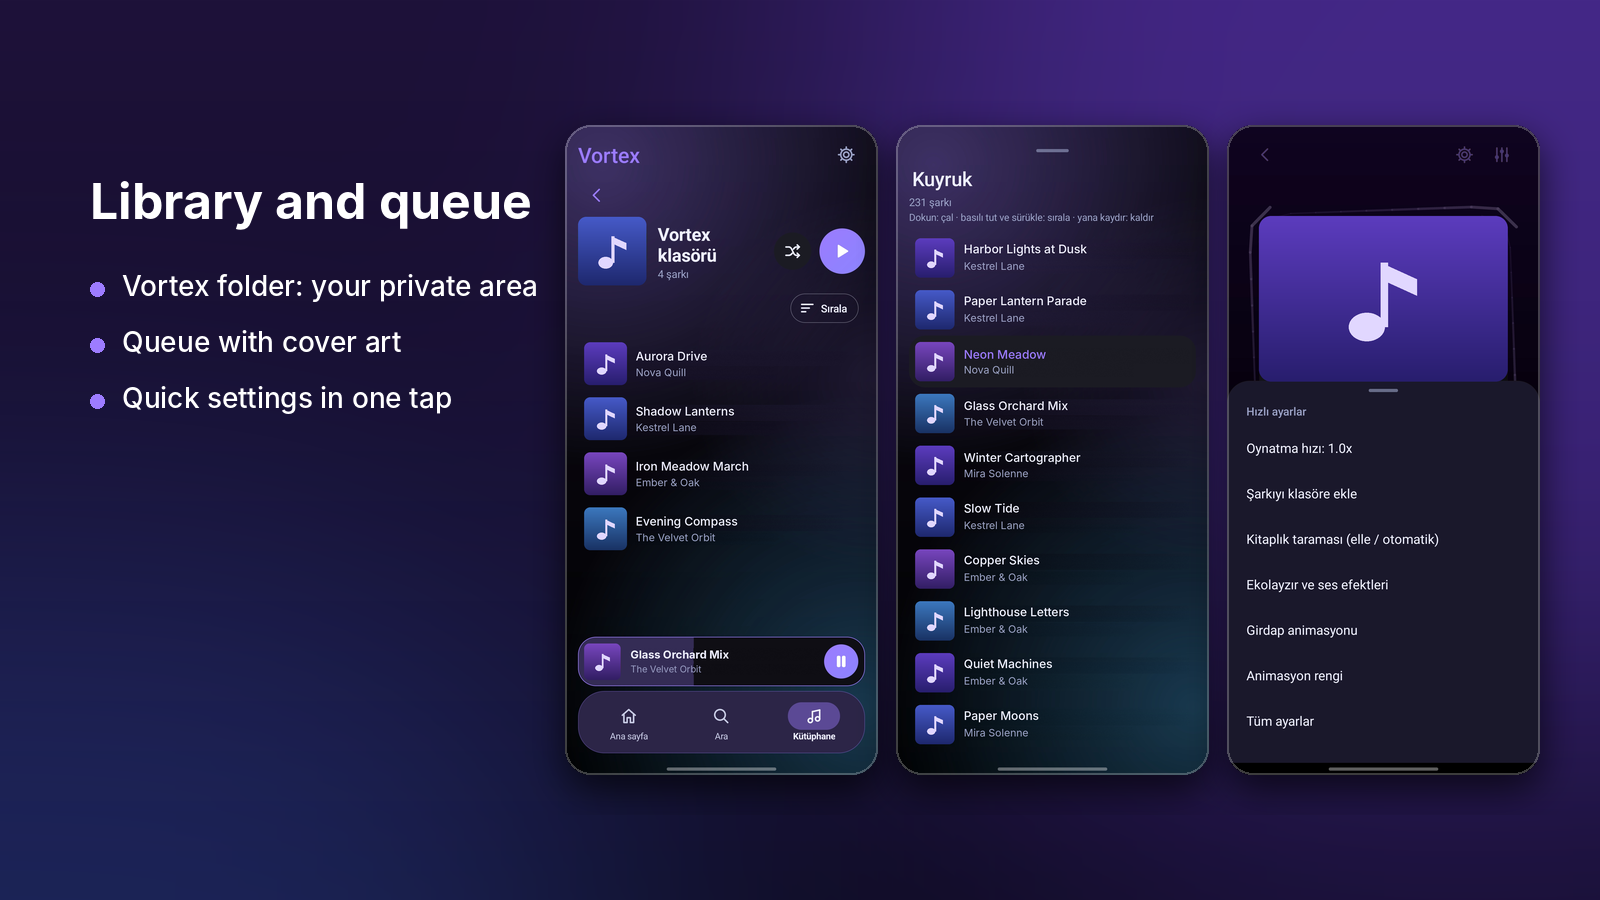 Library and queue
Vortex folder: your private area
Queue with cover art
Quick settings in one tap
Vortex
Vortex
klasörü
4 şarkı
Sırala
Aurora Drive
Nova Quill
Shadow Lanterns
Kestrel Lane
Iron Meadow March
Ember & Oak
Evening Compass
The Velvet Orbit
Glass Orchard Mix
The Velvet Orbit
Ana sayfa
Ara
Kütüphane
Kuyruk
231 şarkı
Dokun: çal · basılı tut ve sürükle: sırala · yana kaydır: kaldır
Harbor Lights at Dusk
Kestrel Lane
Paper Lantern Parade
Kestrel Lane
Neon Meadow
Nova Quill
Glass Orchard Mix
The Velvet Orbit
Winter Cartographer
Mira Solenne
Slow Tide
Kestrel Lane
Copper Skies
Ember & Oak
Lighthouse Letters
Ember & Oak
Quiet Machines
Ember & Oak
Paper Moons
Mira Solenne
Hızlı ayarlar
Oynatma hızı: 1.0x
Şarkıyı klasöre ekle
Kitaplık taraması (elle / otomatik)
Ekolayzır ve ses efektleri
Girdap animasyonu
Animasyon rengi
Tüm ayarlar